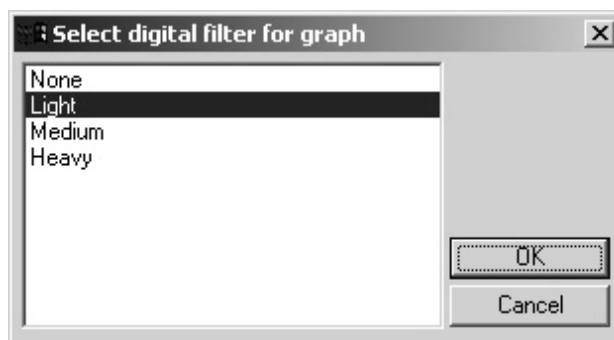 Select digital filter for graph
None
Light
Medium
Heavy
OK
Cancel